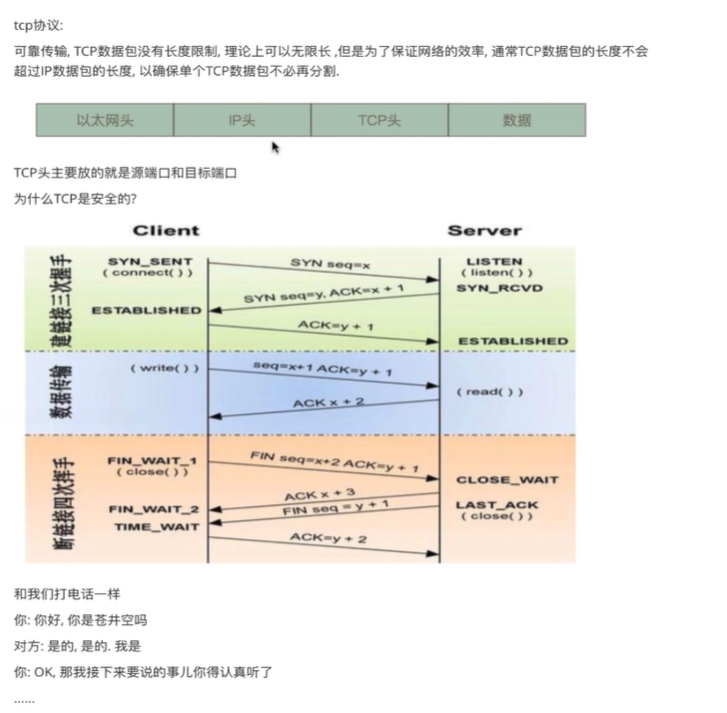 tcp协议:
可靠传输, TCP数据包没有长度限制, 理论上可以无限长 ,但是为了保证网络的效率, 通常TCP数据包的长度不会
超过IP数据包的长度, 以确保单个TCP数据包不必再分割.
以太网头 IP头 TCP头 数据
TCP头主要放的就是源端口和目标端口
为什么TCP是安全的?
Client Server
建链接三次握手
SYN_SENT
( connect( ) )
SYN seq=x
LISTEN
( listen( ) )
SYN seq=y, ACK=x + 1
SYN_RCVD
ESTABLISHED
ACK=y + 1
ESTABLISHED
数据传输
( write( ) )
seq=x+1 ACK=y + 1
( read( ) )
ACK x + 2
断链接四次挥手
FIN_WAIT_1
( close( ) )
FIN seq=x+2 ACK=y + 1
CLOSE_WAIT
ACK x + 3
FIN_WAIT_2
FIN seq = y + 1
LAST_ACK
( close( ) )
TIME_WAIT
ACK=y + 2
和我们打电话一样
你: 你好, 你是苍井空吗
对方: 是的, 是的. 我是
你: OK, 那我接下来要说的事儿你得认真听了
......